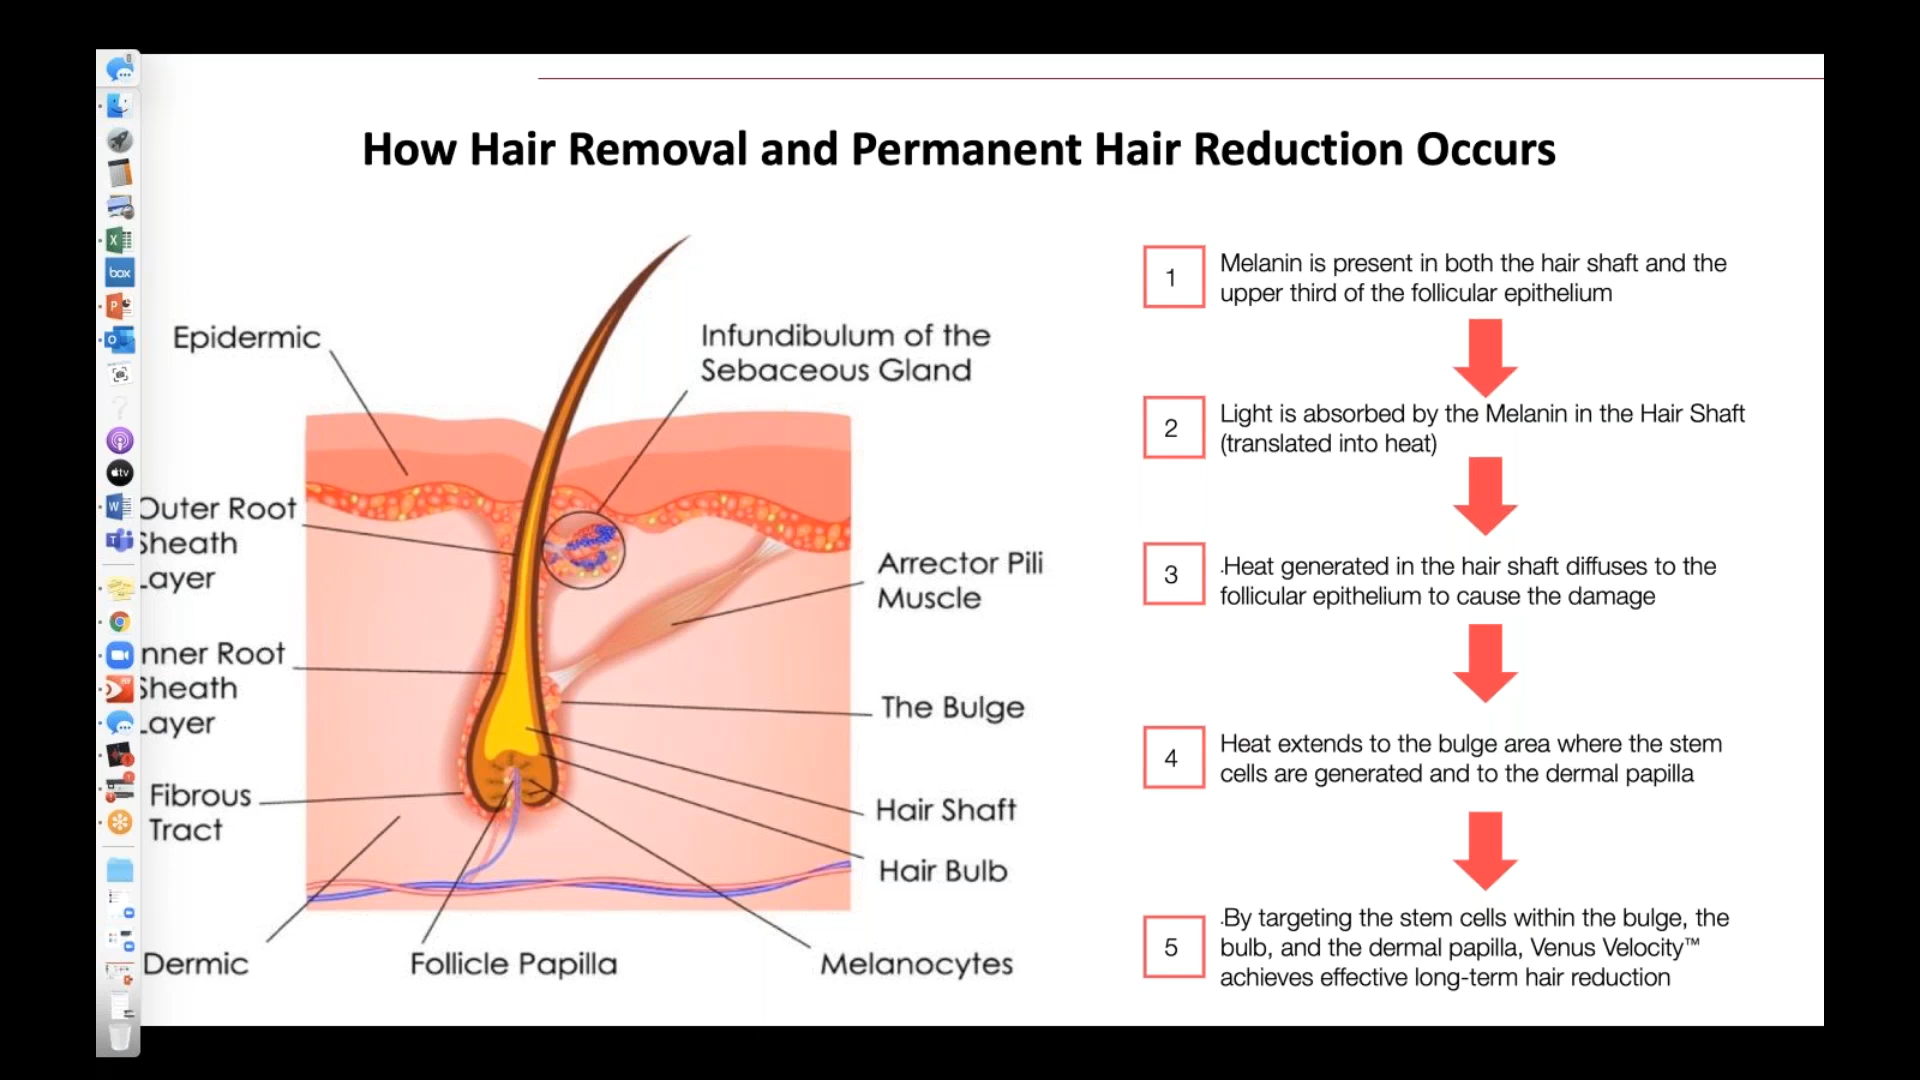 How Hair Removal and Permanent Hair Reduction Occurs
Epidermic
Infundibulum of the
Sebaceous Gland
Outer Root
Sheath
Layer
Arrector Pili
Muscle
Inner Root
Sheath
Layer
The Bulge
Fibrous
Tract
Hair Shaft
Hair Bulb
Dermic
Follicle Papilla
Melanocytes
1
Melanin is present in both the hair shaft and the
upper third of the follicular epithelium
2
Light is absorbed by the Melanin in the Hair Shaft
(translated into heat)
3
.Heat generated in the hair shaft diffuses to the
follicular epithelium to cause the damage
4
Heat extends to the bulge area where the stem
cells are generated and to the dermal papilla
5
.By targeting the stem cells within the bulge, the
bulb, and the dermal papilla, Venus Velocity™
achieves effective long-term hair reduction
X
box
P
O
tv
W
T